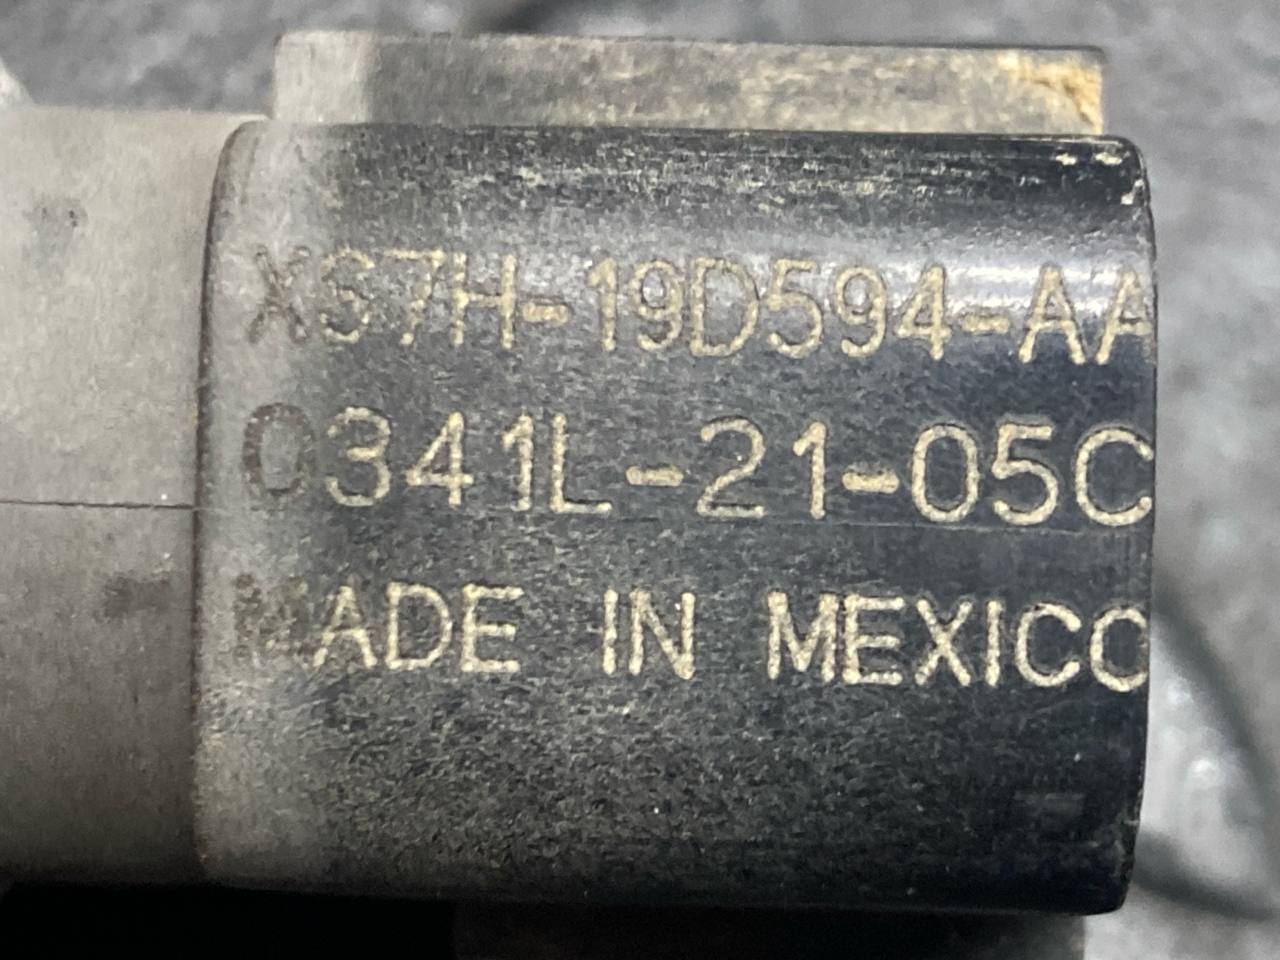 XS7H-19D594-AA
0341L-21-05C
MADE IN MEXICO